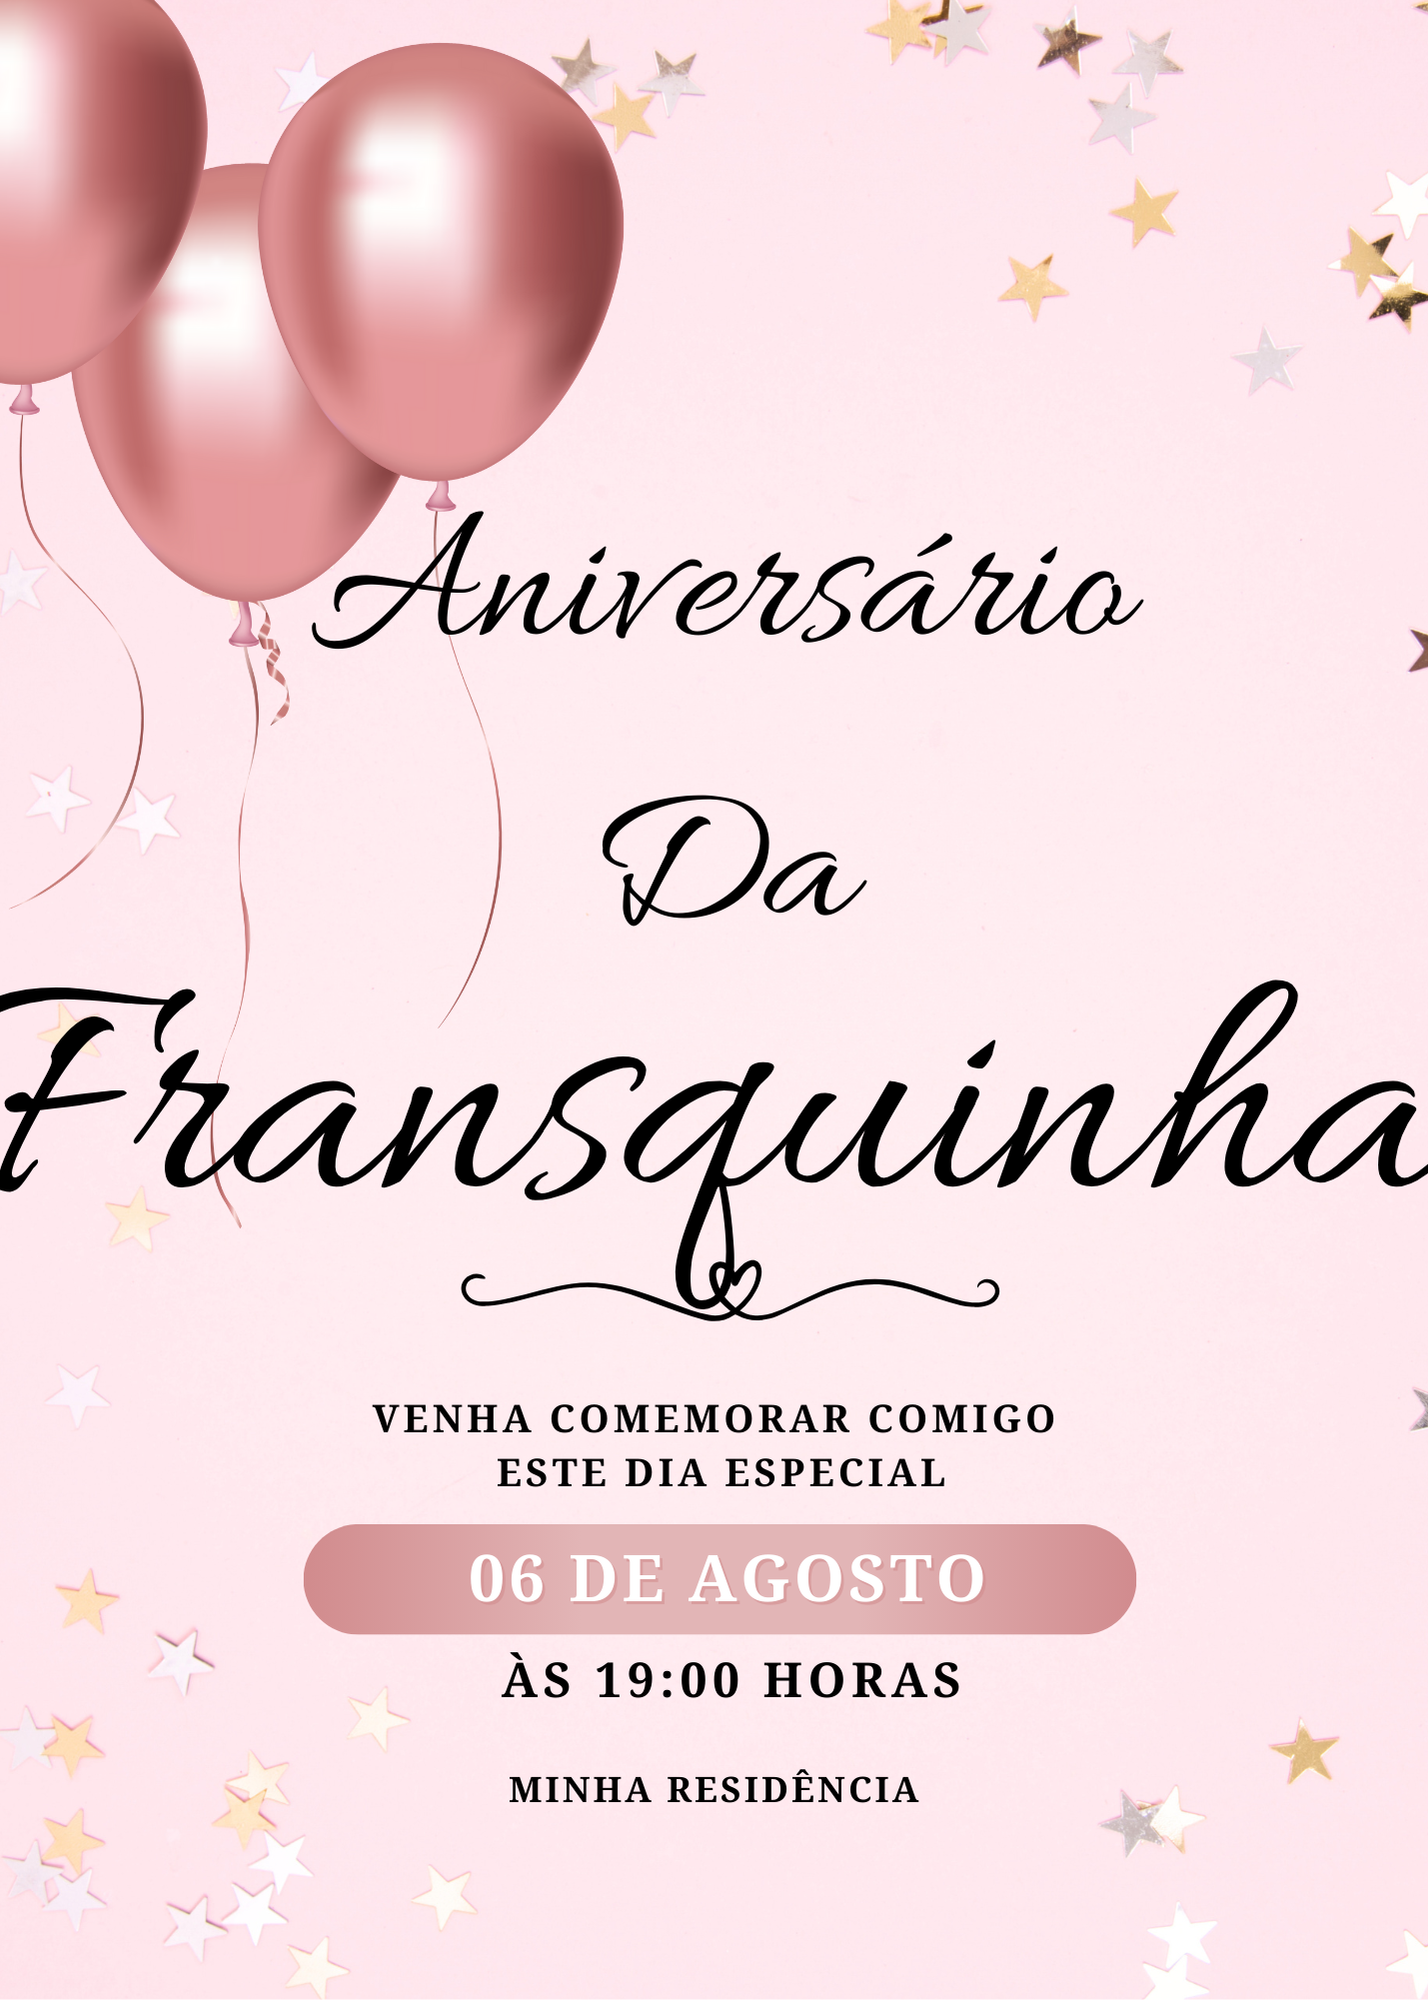 Aniversário
Da
Fransquinha
VENHA COMEMORAR COMIGO
ESTE DIA ESPECIAL
06 DE AGOSTO
ÀS 19:00 HORAS
MINHA RESIDÊNCIA